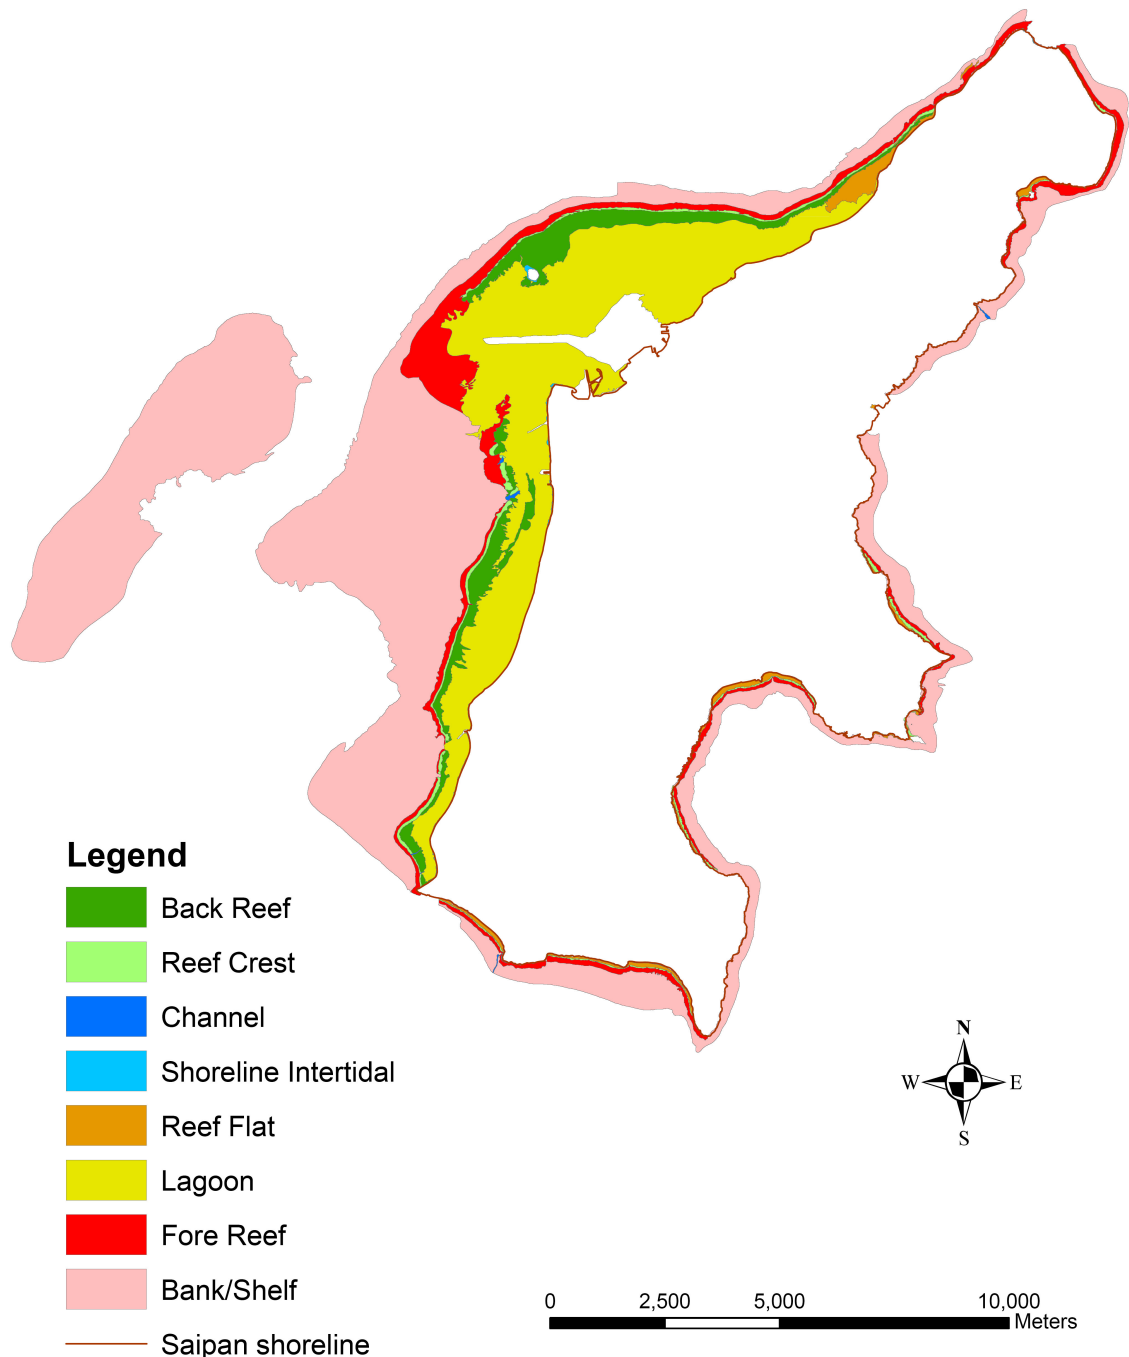 Legend
Back Reef
Reef Crest
Channel
Shoreline Intertidal
Reef Flat
Lagoon
Fore Reef
Bank/Shelf
Saipan shoreline
N
W E
S
0 2,500 5,000 10,000
Meters